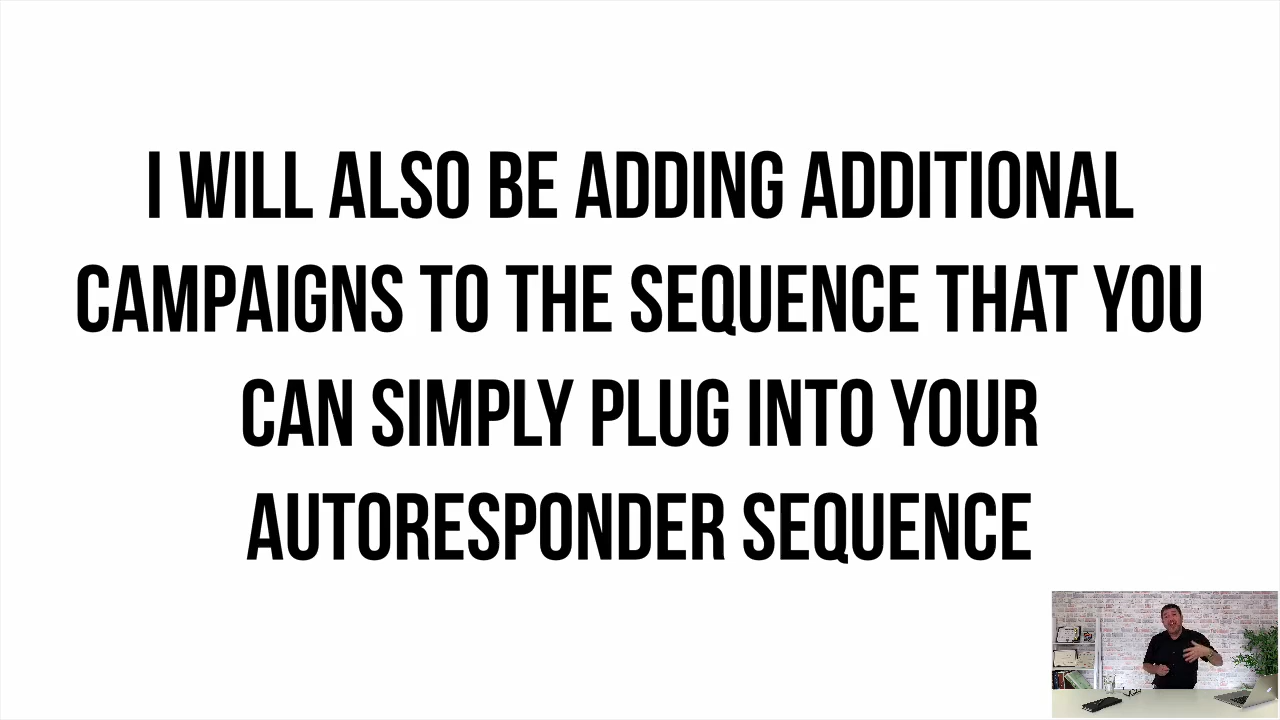 I WILL ALSO BE ADDING ADDITIONAL
CAMPAIGNS TO THE SEQUENCE THAT YOU
CAN SIMPLY PLUG INTO YOUR
AUTORESPONDER SEQUENCE